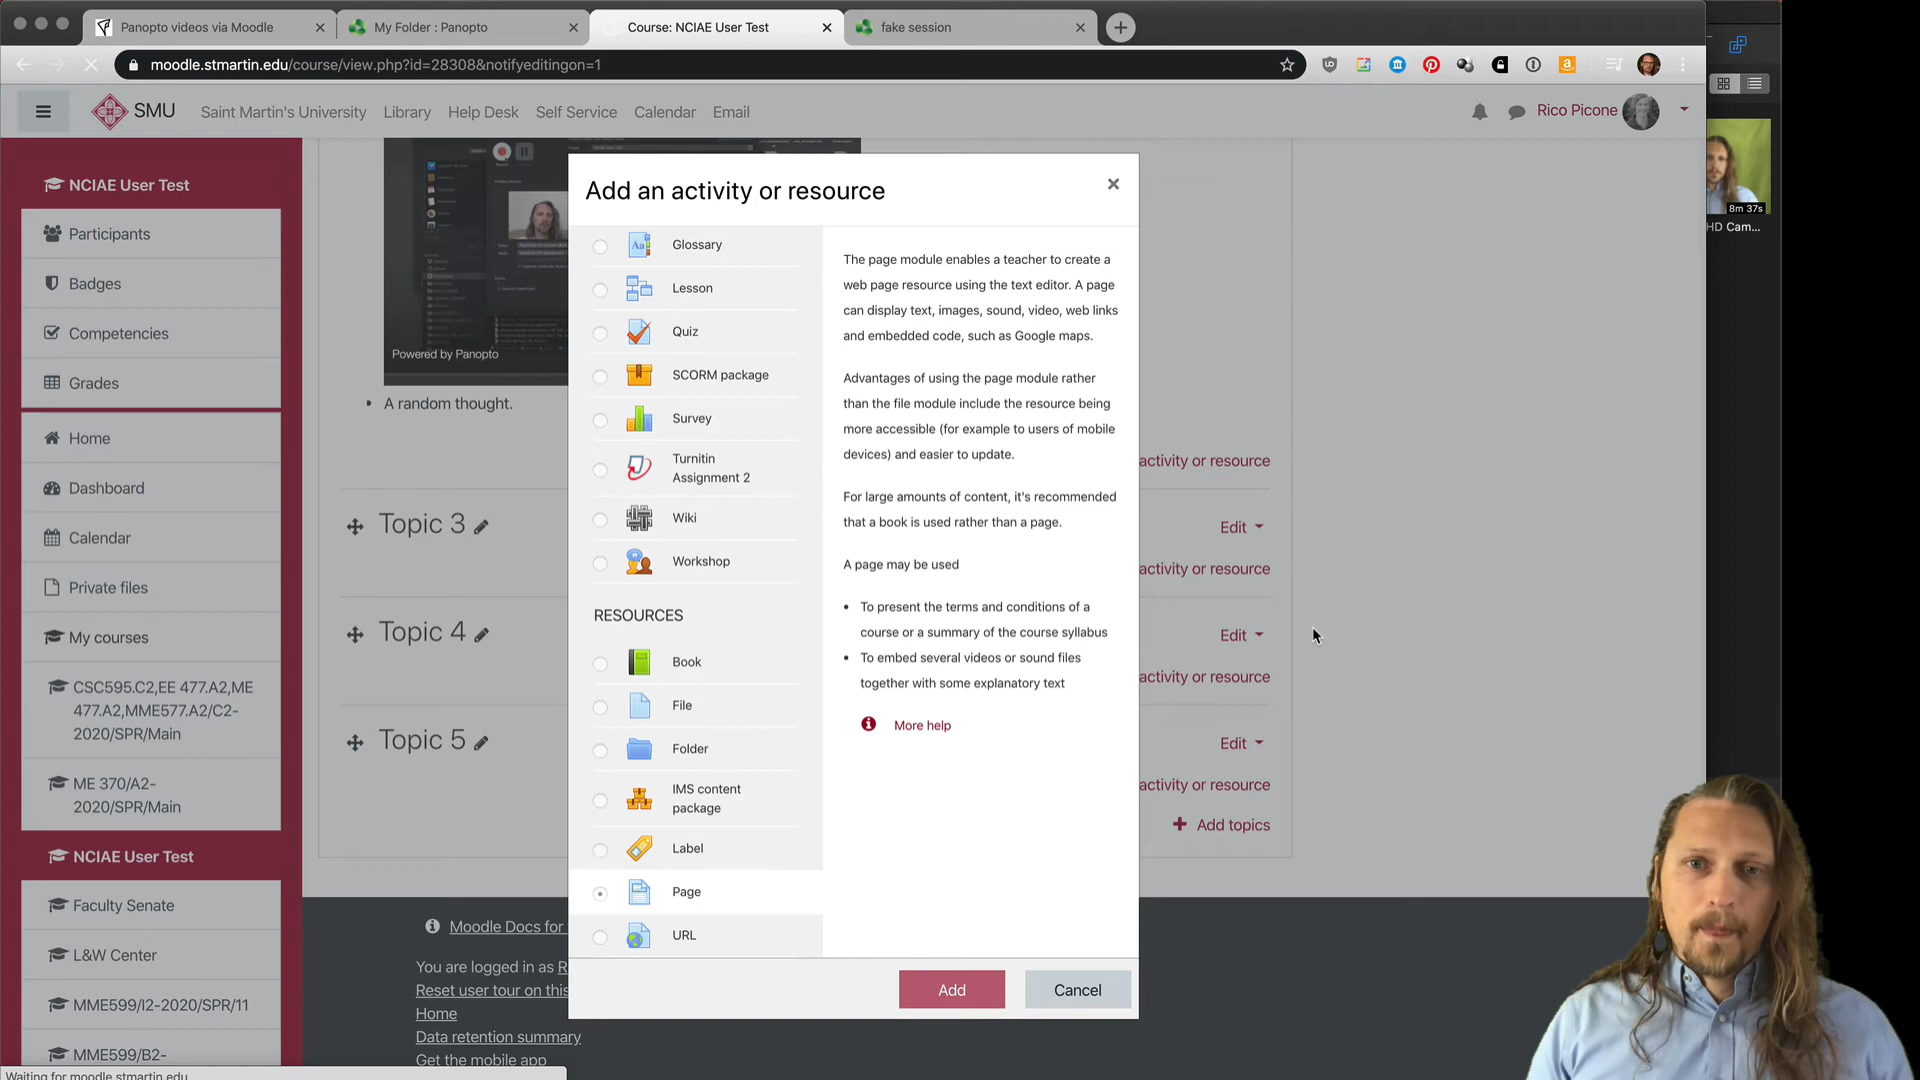 Panopto videos via Moodle
My Folder : Panopto
Course: NCIAE User Test
fake session
moodle.stmartin.edu/course/view.php?id=28308&notifyeditingon=1
SMU
Saint Martin's University
Library
Help Desk
Self Service
Calendar
Email
Rico Picone
NCIAE User Test
Participants
Badges
Competencies
Grades
Home
Dashboard
Calendar
Private files
My courses
CSC595.C2,EE 477.A2,ME
477.A2,MME577.A2/C2-
2020/SPR/Main
ME 370/A2-
2020/SPR/Main
NCIAE User Test
Faculty Senate
L&W Center
MME599/I2-2020/SPR/11
MME599/B2-
Waiting for moodle.stmartin.edu
Powered by Panopto
A random thought.
Topic 3
Topic 4
Topic 5
Moodle Docs for
You are logged in as R
Reset user tour on this
Home
Data retention summary
Get the mobile app
Add an activity or resource
Glossary
Lesson
Quiz
SCORM package
Survey
Turnitin
Assignment 2
Wiki
Workshop
RESOURCES
Book
File
Folder
IMS content
package
Label
Page
URL
The page module enables a teacher to create a
web page resource using the text editor. A page
can display text, images, sound, video, web links
and embedded code, such as Google maps.
Advantages of using the page module rather
than the file module include the resource being
more accessible (for example to users of mobile
devices) and easier to update.
For large amounts of content, it's recommended
that a book is used rather than a page.
A page may be used
To present the terms and conditions of a
course or a summary of the course syllabus
To embed several videos or sound files
together with some explanatory text
More help
Add
Cancel
activity or resource
Edit
activity or resource
Edit
activity or resource
Edit
activity or resource
Add topics
8m 37s
HD Cam...